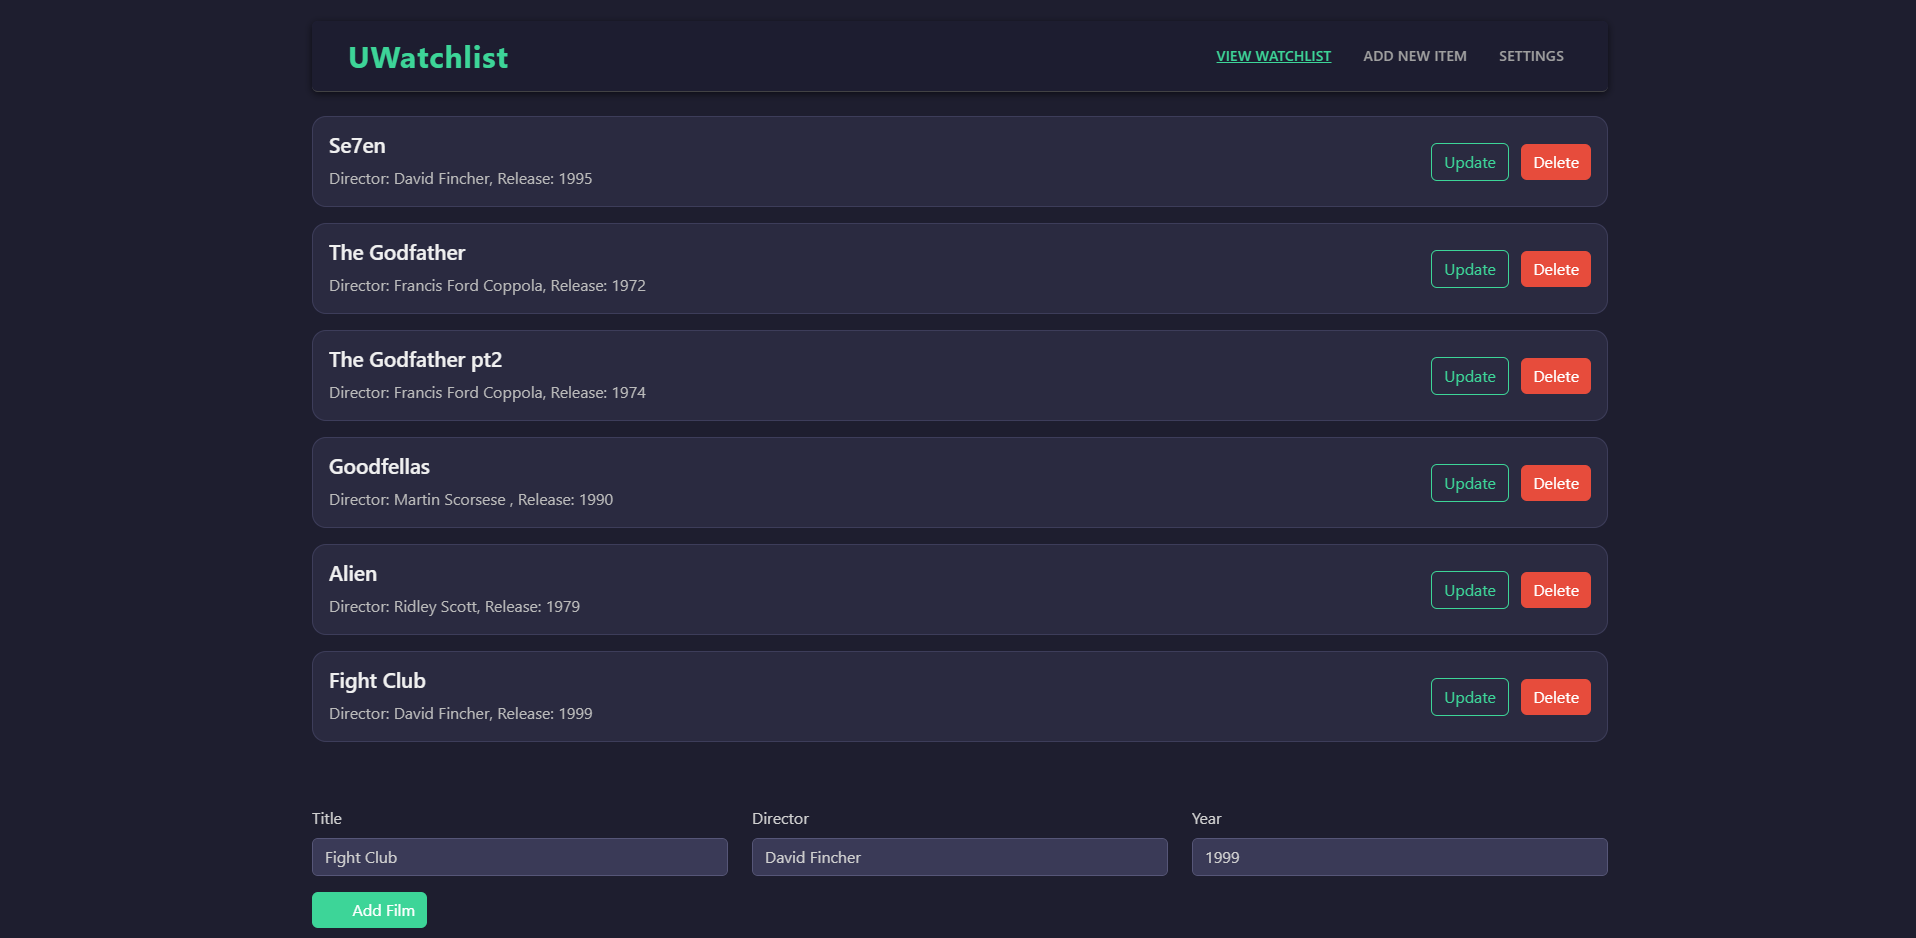 UWatchlist
VIEW WATCHLIST ADD NEW ITEM SETTINGS
Se7en
Director: David Fincher, Release: 1995
Update Delete
The Godfather
Director: Francis Ford Coppola, Release: 1972
Update Delete
The Godfather pt2
Director: Francis Ford Coppola, Release: 1974
Update Delete
Goodfellas
Director: Martin Scorsese , Release: 1990
Update Delete
Alien
Director: Ridley Scott, Release: 1979
Update Delete
Fight Club
Director: David Fincher, Release: 1999
Update Delete
Title Director Year
Fight Club David Fincher 1999
Add Film